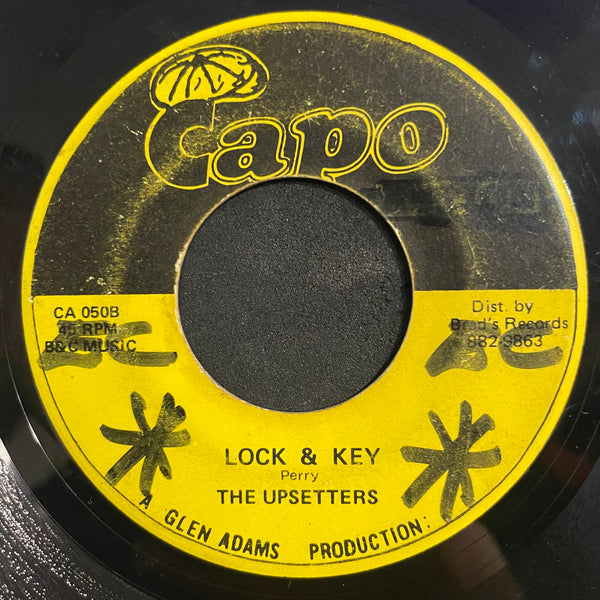 Capo
CA 050B
45 RPM
B&C MUSIC
Dist. by
Brad's Records
882-9863
LOCK & KEY
Perry
THE UPSETTERS
A GLEN ADAMS PRODUCTION: